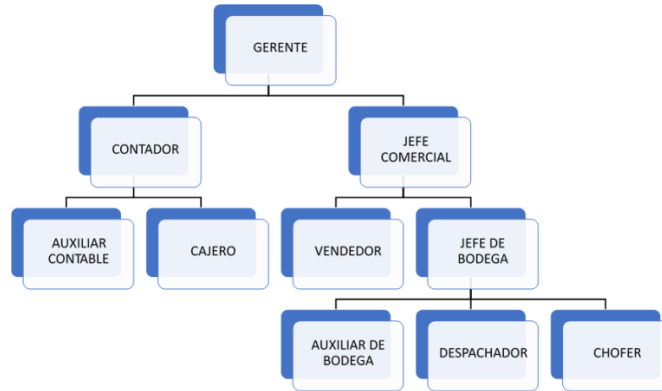 GERENTE
CONTADOR
JEFE
COMERCIAL
AUXILIAR
CONTABLE
CAJERO
VENDEDOR
JEFE DE
BODEGA
AUXILIAR DE
BODEGA
DESPACHADOR
CHOFER